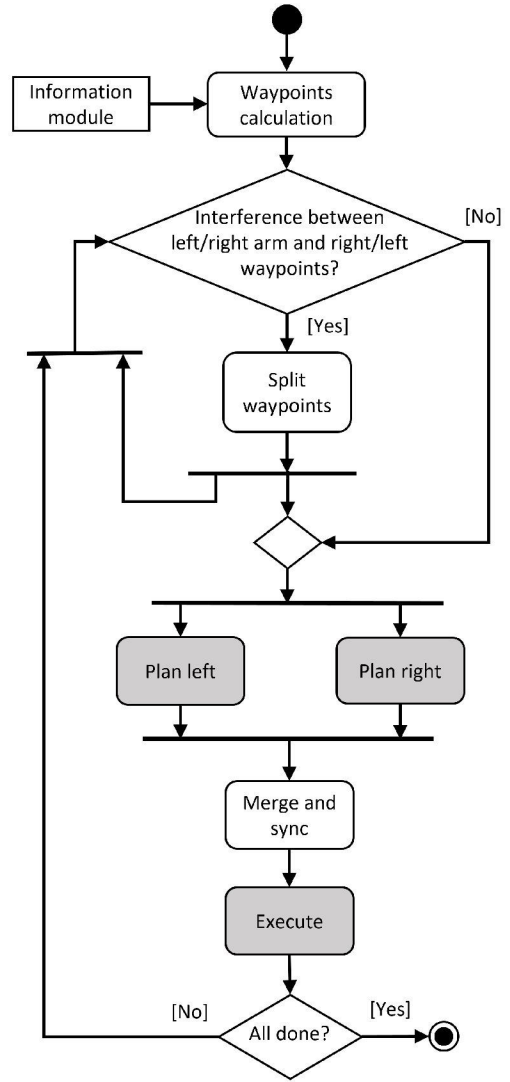 Information
module
Waypoints
calculation
Interference between
left/right arm and right/left
waypoints?
[No]
[Yes]
Split
waypoints
Plan left
Plan right
Merge and
sync
Execute
[No]
All done?
[Yes]